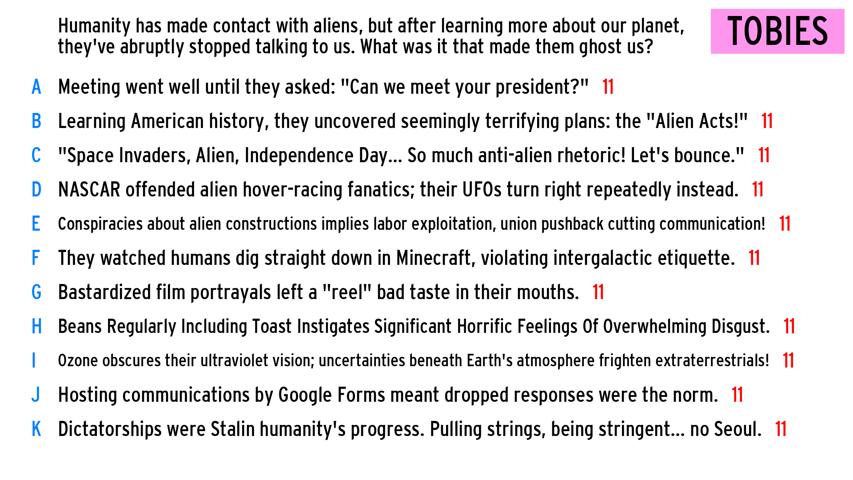 Humanity has made contact with aliens, but after learning more about our planet,
they've abruptly stopped talking to us. What was it that made them ghost us?
TOBIES
A Meeting went well until they asked: "Can we meet your president?" 11
B Learning American history, they uncovered seemingly terrifying plans: the "Alien Acts!" 11
C "Space Invaders, Alien, Independence Day... So much anti-alien rhetoric! Let's bounce." 11
D NASCAR offended alien hover-racing fanatics; their UFOs turn right repeatedly instead. 11
E Conspiracies about alien constructions implies labor exploitation, union pushback cutting communication! 11
F They watched humans dig straight down in Minecraft, violating intergalactic etiquette. 11
G Bastardized film portrayals left a "reel" bad taste in their mouths. 11
H Beans Regularly Including Toast Instigates Significant Horrific Feelings Of Overwhelming Disgust. 11
I Ozone obscures their ultraviolet vision; uncertainties beneath Earth's atmosphere frighten extraterrestrials! 11
J Hosting communications by Google Forms meant dropped responses were the norm. 11
K Dictatorships were Stalin humanity's progress. Pulling strings, being stringent... no Seoul. 11